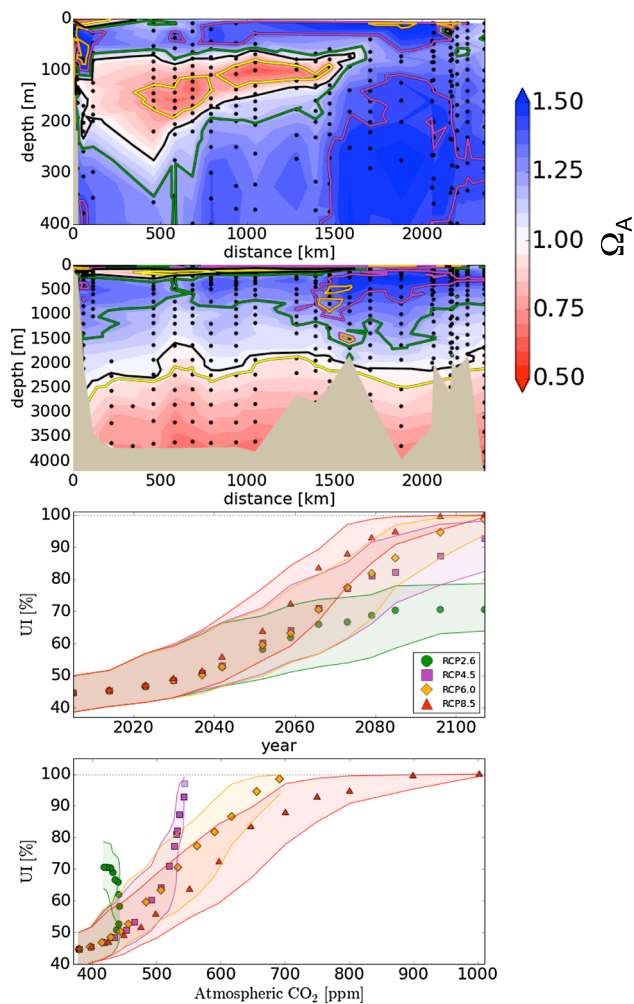 0
100
200
300
400
depth [m]
0 500 1000 1500 2000
distance [km]
1.50
1.25
1.00
0.75
0.50
Ω_A
0
500
1000
1500
2000
2500
3000
3500
4000
depth [m]
0 500 1000 1500 2000
distance [km]
100
90
80
70
60
50
40
UI [%]
RCP2.6
RCP4.5
RCP6.0
RCP8.5
2020 2040 2060 2080 2100
year
100
90
80
70
60
50
40
UI [%]
400 500 600 700 800 900 1000
Atmospheric CO₂ [ppm]